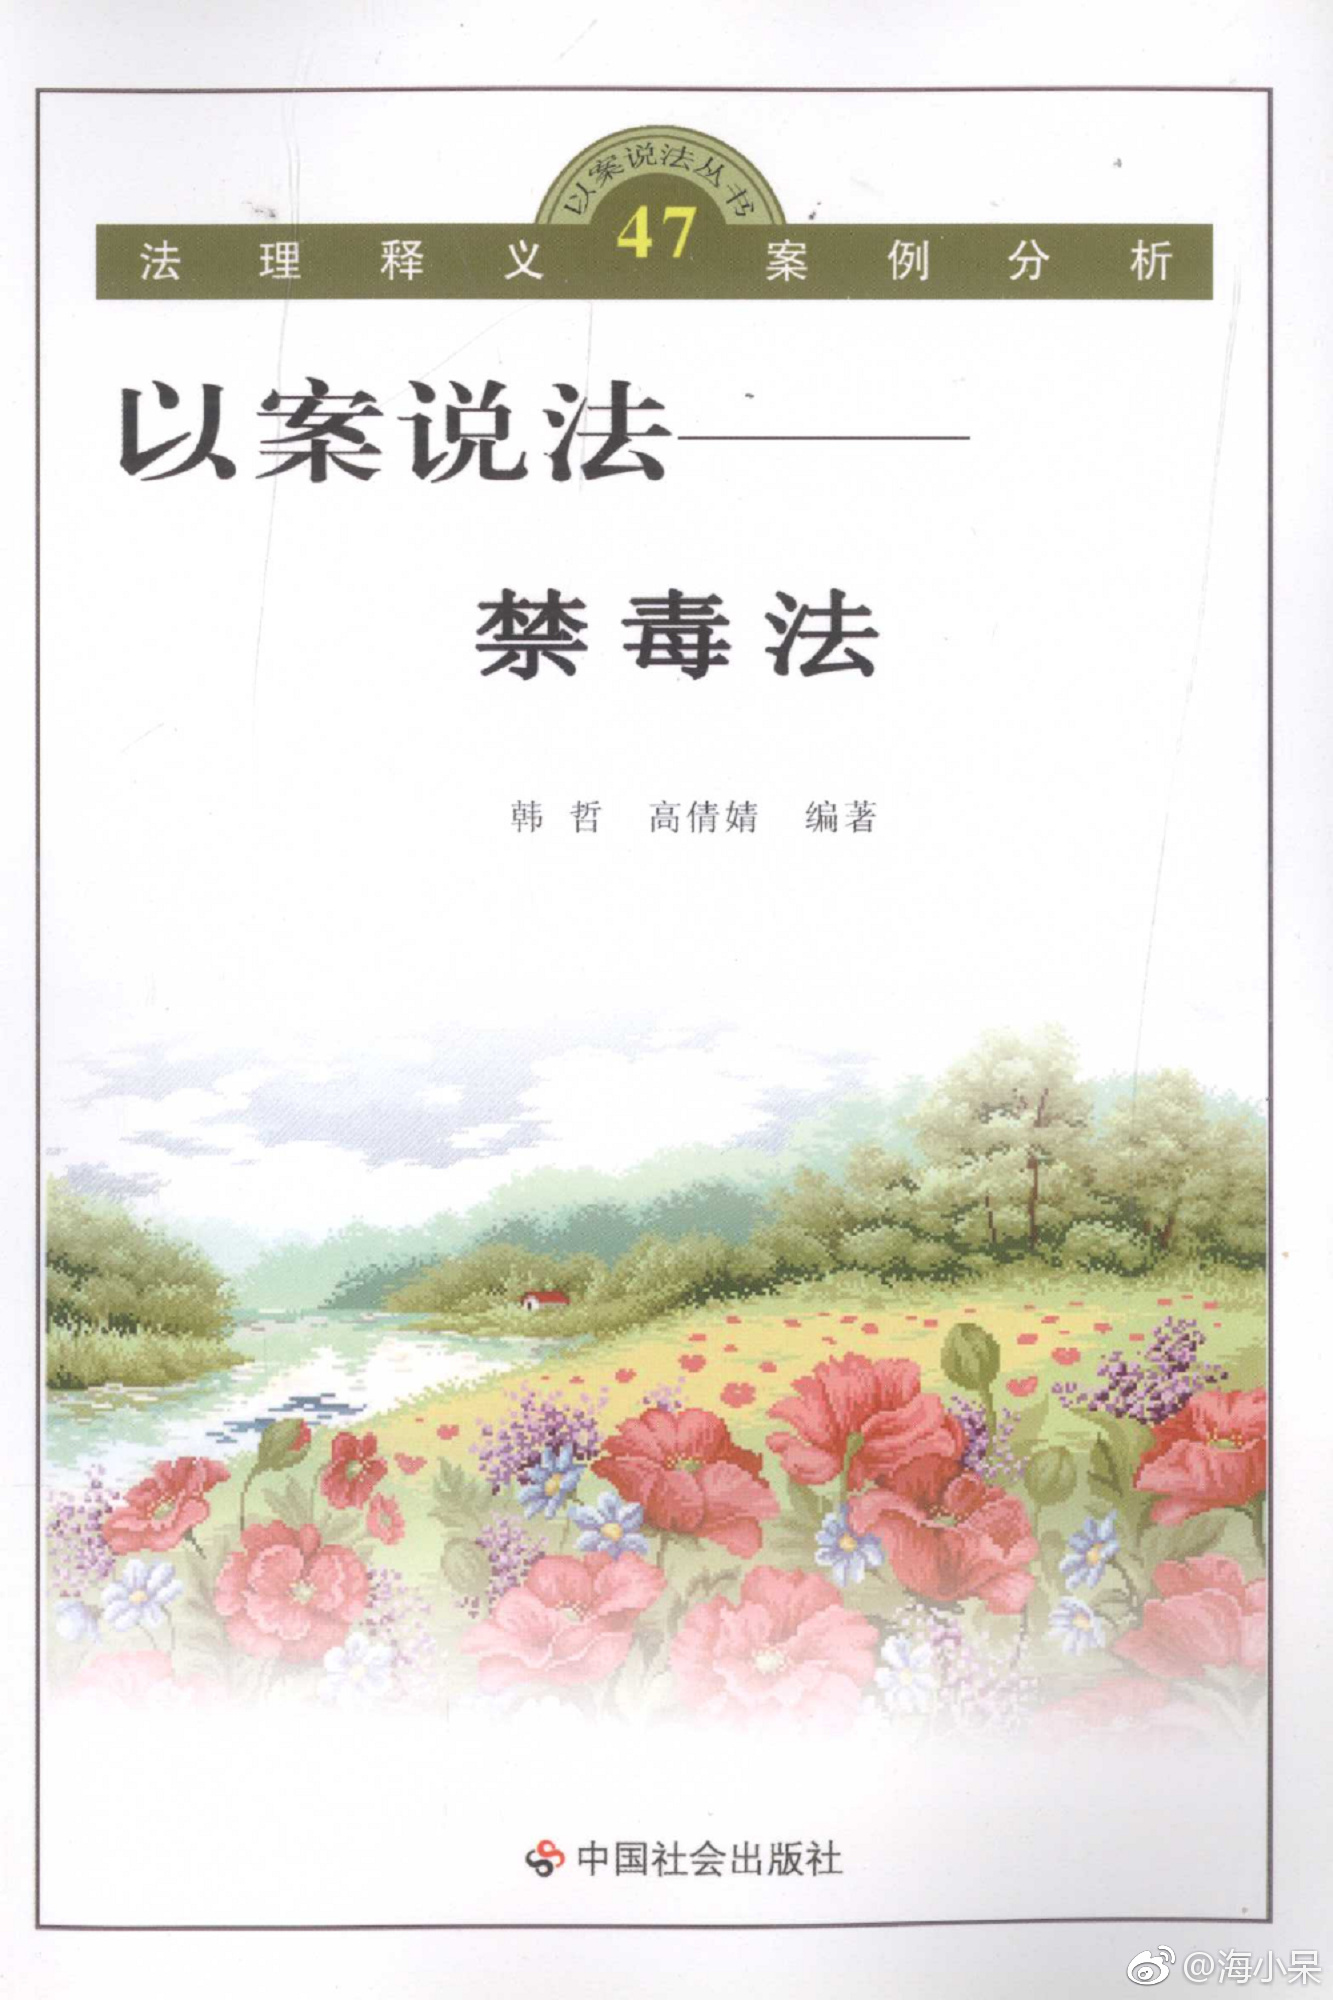 以案说法丛书
47
法理释义 案例分析
以案说法——
禁毒法
韩哲 高倩婧 编著
中国社会出版社
@海小呆